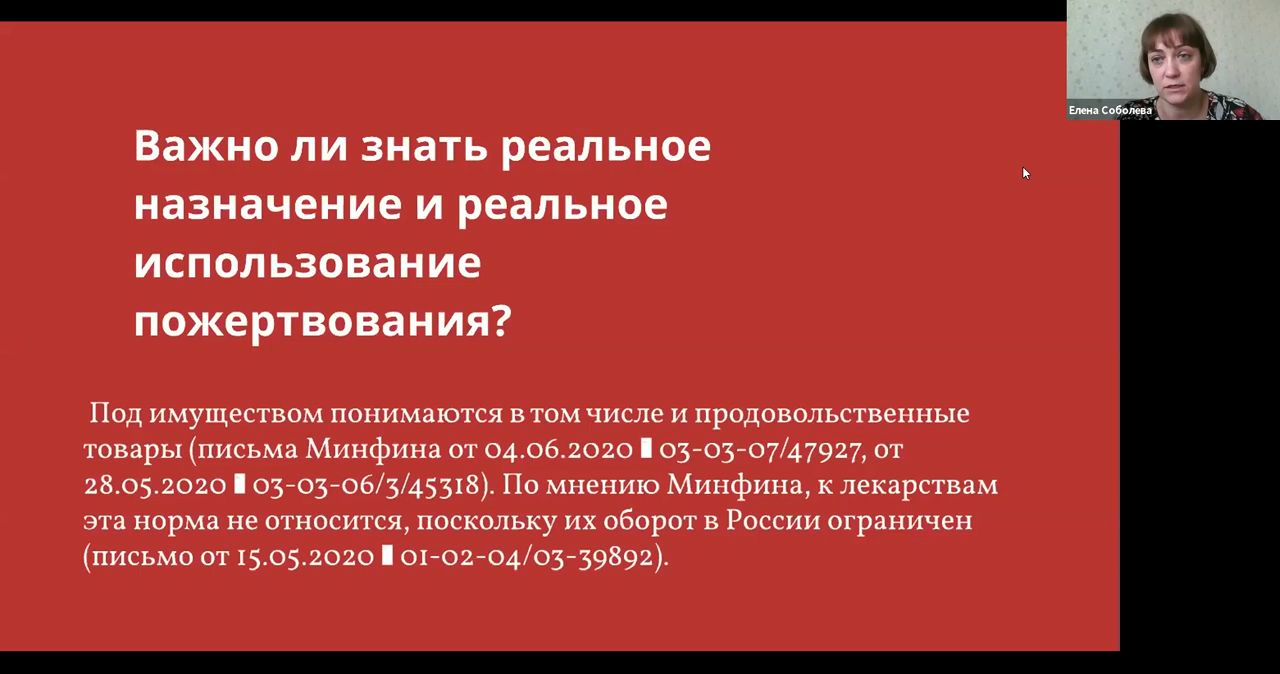 Важно ли знать реальное
назначение и реальное
использование
пожертвования?
Под имуществом понимаются в том числе и продовольственные
товары (письма Минфина от 04.06.2020 ▮ 03-03-07/47927, от
28.05.2020 ▮ 03-03-06/3/45318). По мнению Минфина, к лекарствам
эта норма не относится, поскольку их оборот в России ограничен
(письмо от 15.05.2020 ▮ 01-02-04/03-39892).
Елена Соболева